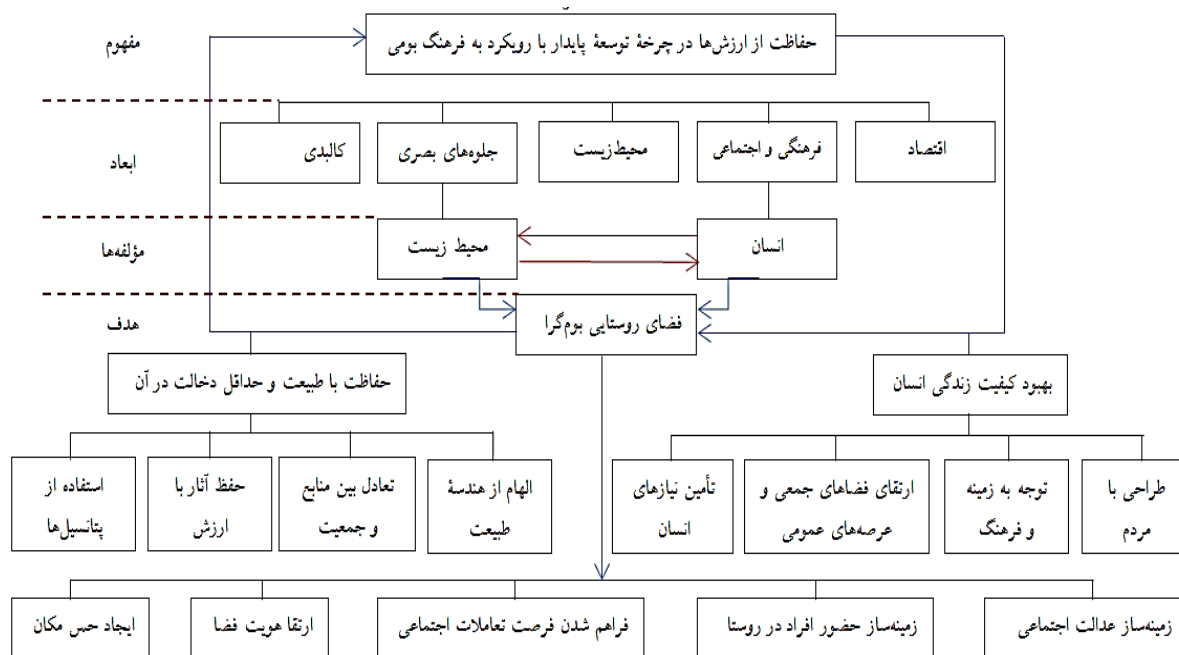 مفهوم
حفاظت از ارزش‌ها در چرخهٔ توسعهٔ پایدار با رویکرد به فرهنگ بومی
ابعاد
اقتصاد
فرهنگی و اجتماعی
محیط‌زیست
جلوه‌های بصری
کالبدی
مؤلفه‌ها
انسان
محیط زیست
هدف
فضای روستایی بوم‌گرا
بهبود کیفیت زندگی انسان
حفاظت با طبیعت و حداقل دخالت در آن
طراحی با
مردم
توجه به زمینه
و فرهنگ
ارتقای فضاهای جمعی و
عرصه‌های عمومی
تأمین نیازهای
انسان
الهام از هندسهٔ
طبیعت
تعادل بین منابع
و جمعیت
حفظ آثار با
ارزش
استفاده از
پتانسیل‌ها
زمینه‌ساز عدالت اجتماعی
زمینه‌ساز حضور افراد در روستا
فراهم شدن فرصت تعاملات اجتماعی
ارتقا هویت فضا
ایجاد حس مکان